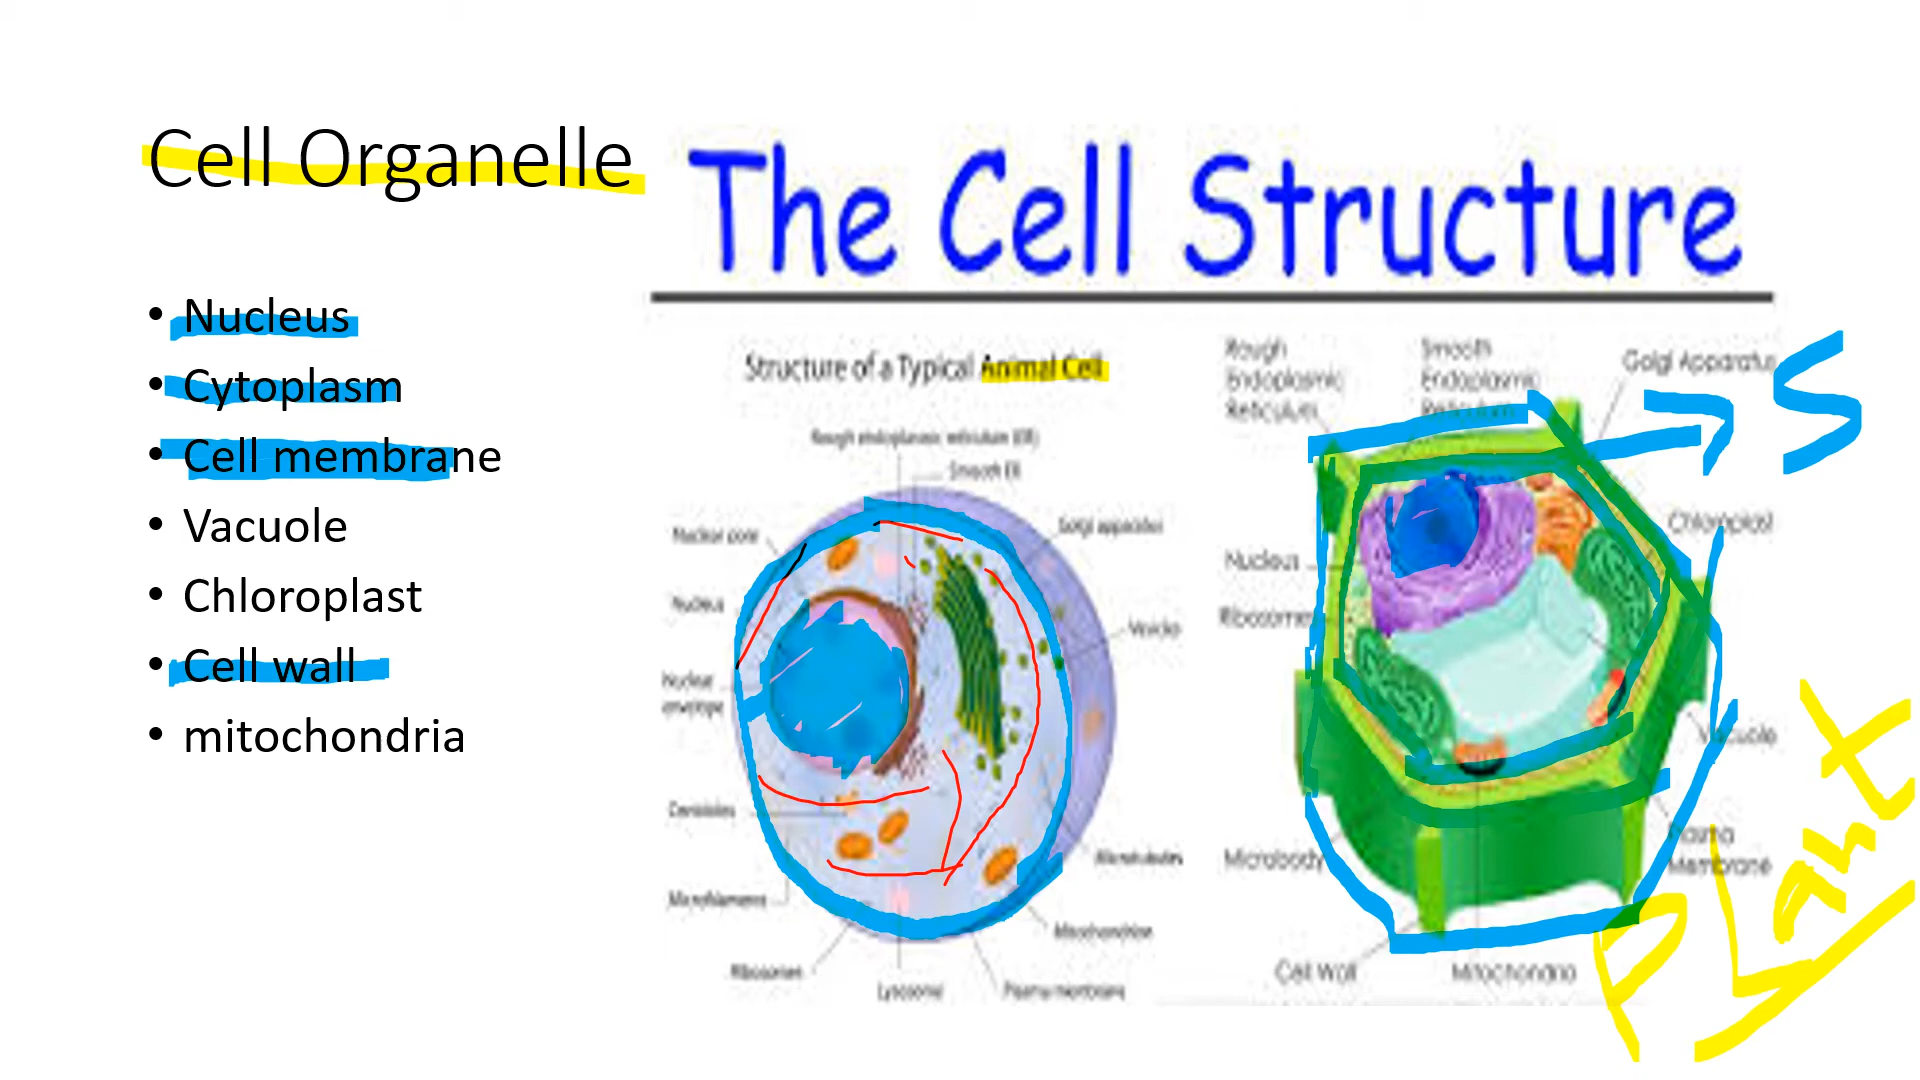 Cell Organelle
• Nucleus
• Cytoplasm
• Cell membrane
• Vacuole
• Chloroplast
• Cell wall
• mitochondria
The Cell Structure
Structure of a Typical Animal Cell
Rough endoplasmic reticulum (ER)
Smooth ER
Nuclear pore
Golgi apparatus
Nucleus
Vesicles
Nuclear
envelope
Centrioles
Microtubules
Microfilaments
Mitochondrion
Ribosomes
Lysosome
Plasma membrane
Rough
Endoplasmic
Reticulum
Smooth
Endoplasmic
Reticulum
Golgi Apparatus
S
Chloroplast
Nucleus
Ribosomes
Vacuole
Plasma
Membrane
Microbody
Cell Wall
Mitochondria
PLant